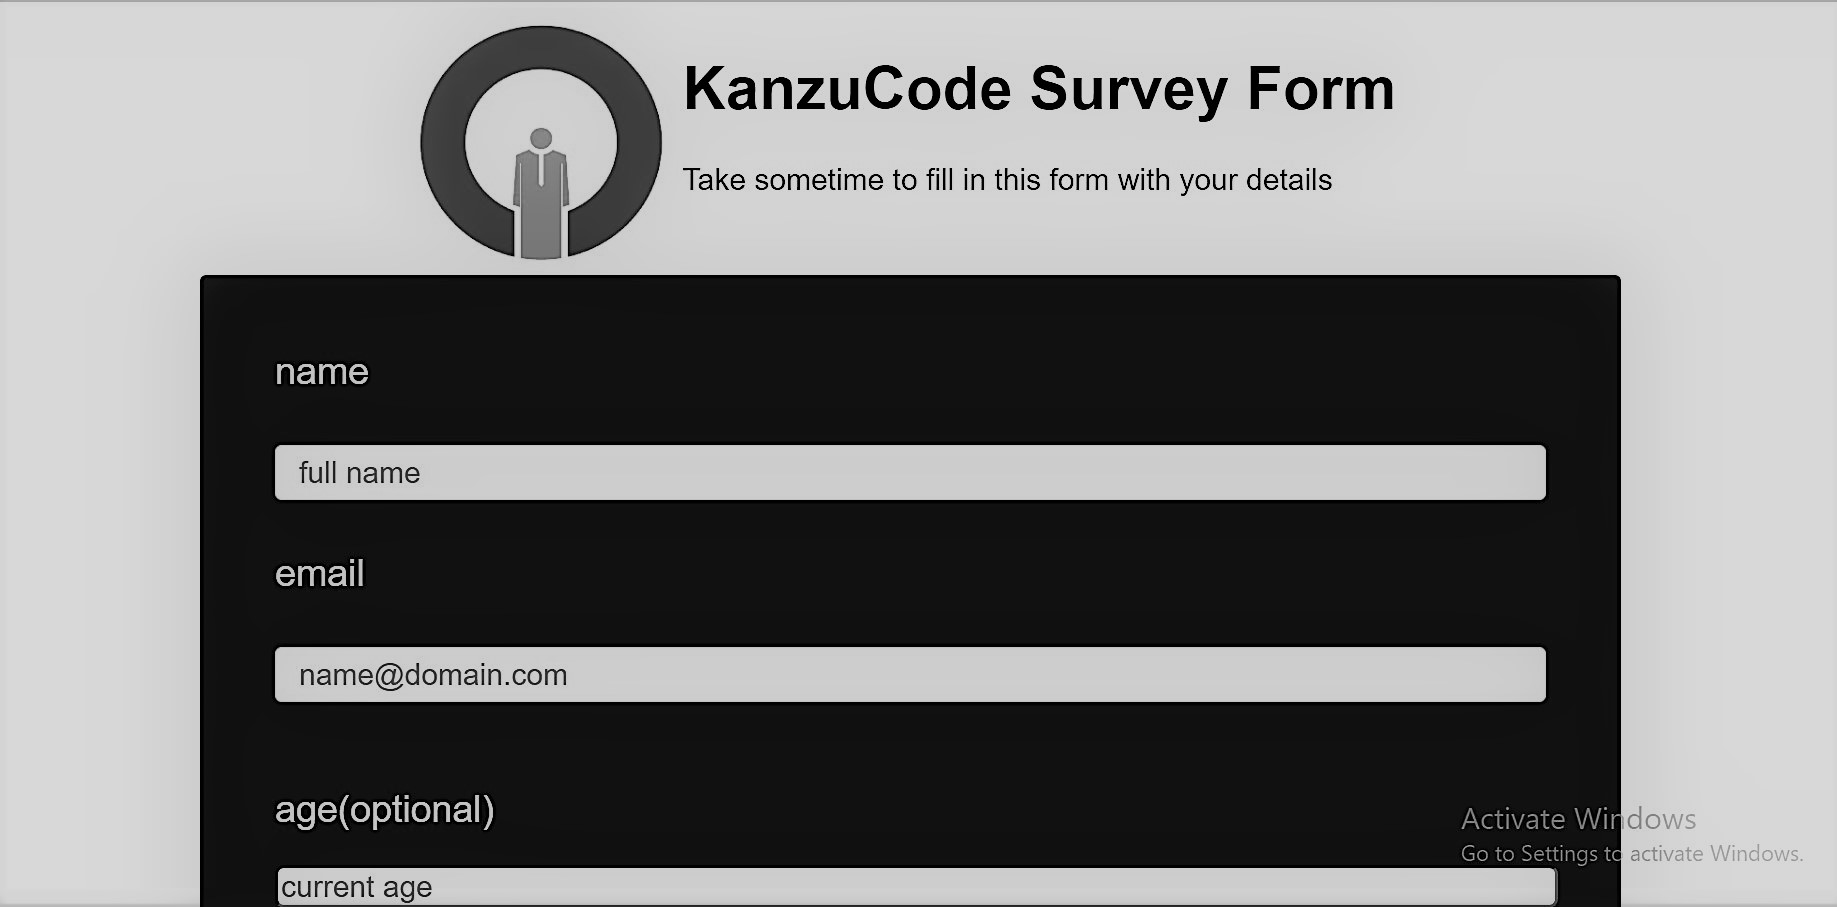 KanzuCode Survey Form
Take sometime to fill in this form with your details
name
full name
email
name@domain.com
age(optional)
current age
Activate Windows
Go to Settings to activate Windows.